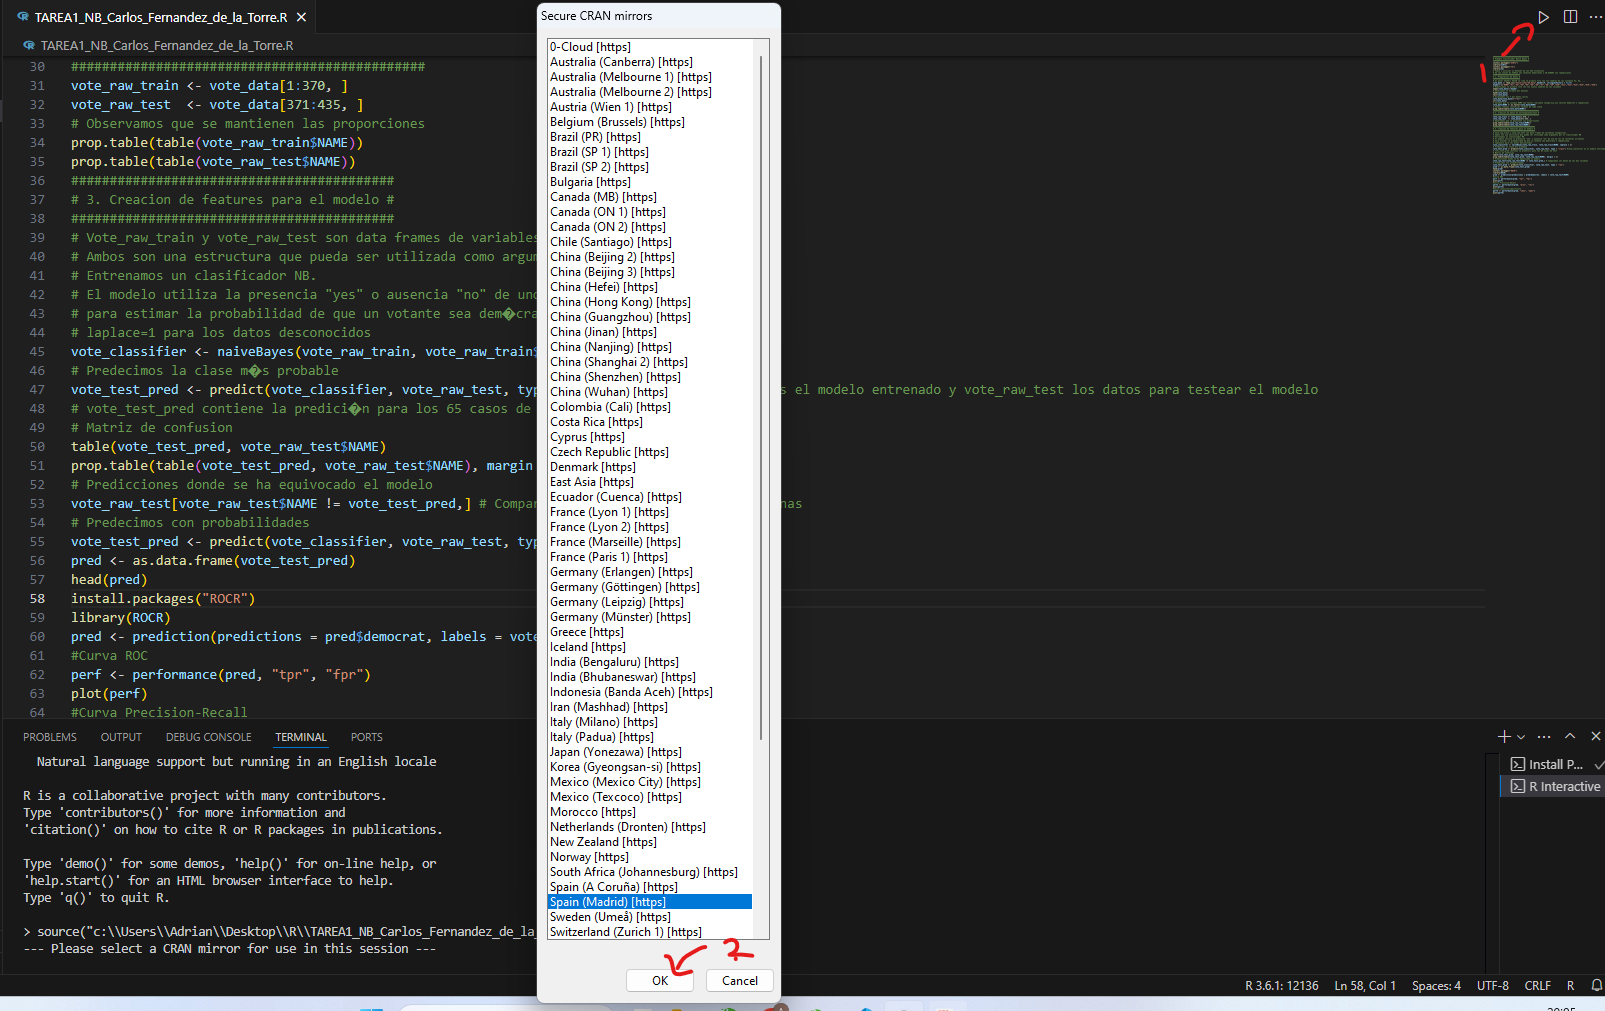 TAREA1_NB_Carlos_Fernandez_de_la_Torre.R
TAREA1_NB_Carlos_Fernandez_de_la_Torre.R
30 ##############################################
31 vote_raw_train <- vote_data[1:370, ]
32 vote_raw_test  <- vote_data[371:435, ]
33 # Observamos que se mantienen las proporciones
34 prop.table(table(vote_raw_train$NAME))
35 prop.table(table(vote_raw_test$NAME))
36 ##########################################
37 # 3. Creacion de features para el modelo #
38 ##########################################
39 # Vote_raw_train y vote_raw_test son data frames de variables
40 # Ambos son una estructura que pueda ser utilizada como argum
41 # Entrenamos un clasificador NB.
42 # El modelo utiliza la presencia "yes" o ausencia "no" de uno
43 # para estimar la probabilidad de que un votante sea dem�cra
44 # laplace=1 para los datos desconocidos
45 vote_classifier <- naiveBayes(vote_raw_train, vote_raw_train$
46 # Predecimos la clase m�s probable
47 vote_test_pred <- predict(vote_classifier, vote_raw_test, typ s el modelo entrenado y vote_raw_test los datos para testear el modelo
48 # vote_test_pred contiene la predici�n para los 65 casos de
49 # Matriz de confusion
50 table(vote_test_pred, vote_raw_test$NAME)
51 prop.table(table(vote_test_pred, vote_raw_test$NAME), margin
52 # Predicciones donde se ha equivocado el modelo
53 vote_raw_test[vote_raw_test$NAME != vote_test_pred,] # Compar nas
54 # Predecimos con probabilidades
55 vote_test_pred <- predict(vote_classifier, vote_raw_test, typ
56 pred <- as.data.frame(vote_test_pred)
57 head(pred)
58 install.packages("ROCR")
59 library(ROCR)
60 pred <- prediction(predictions = pred$democrat, labels = vote
61 #Curva ROC
62 perf <- performance(pred, "tpr", "fpr")
63 plot(perf)
64 #Curva Precision-Recall
Secure CRAN mirrors
0-Cloud [https]
Australia (Canberra) [https]
Australia (Melbourne 1) [https]
Australia (Melbourne 2) [https]
Austria (Wien 1) [https]
Belgium (Brussels) [https]
Brazil (PR) [https]
Brazil (SP 1) [https]
Brazil (SP 2) [https]
Bulgaria [https]
Canada (MB) [https]
Canada (ON 1) [https]
Canada (ON 2) [https]
Chile (Santiago) [https]
China (Beijing 2) [https]
China (Beijing 3) [https]
China (Hefei) [https]
China (Hong Kong) [https]
China (Guangzhou) [https]
China (Jinan) [https]
China (Nanjing) [https]
China (Shanghai 2) [https]
China (Shenzhen) [https]
China (Wuhan) [https]
Colombia (Cali) [https]
Costa Rica [https]
Cyprus [https]
Czech Republic [https]
Denmark [https]
East Asia [https]
Ecuador (Cuenca) [https]
France (Lyon 1) [https]
France (Lyon 2) [https]
France (Marseille) [https]
France (Paris 1) [https]
Germany (Erlangen) [https]
Germany (Göttingen) [https]
Germany (Leipzig) [https]
Germany (Münster) [https]
Greece [https]
Iceland [https]
India (Bengaluru) [https]
India (Bhubaneswar) [https]
Indonesia (Banda Aceh) [https]
Iran (Mashhad) [https]
Italy (Milano) [https]
Italy (Padua) [https]
Japan (Yonezawa) [https]
Korea (Gyeongsan-si) [https]
Mexico (Mexico City) [https]
Mexico (Texcoco) [https]
Morocco [https]
Netherlands (Dronten) [https]
New Zealand [https]
Norway [https]
South Africa (Johannesburg) [https]
Spain (A Coruña) [https]
Spain (Madrid) [https]
Sweden (Umeå) [https]
Switzerland (Zurich 1) [https]
OK
Cancel
1
2
PROBLEMS OUTPUT DEBUG CONSOLE TERMINAL PORTS
Natural language support but running in an English locale
R is a collaborative project with many contributors.
Type 'contributors()' for more information and
'citation()' on how to cite R or R packages in publications.
Type 'demo()' for some demos, 'help()' for on-line help, or
'help.start()' for an HTML browser interface to help.
Type 'q()' to quit R.
> source("c:\\Users\\Adrian\\Desktop\\R\\TAREA1_NB_Carlos_Fernandez_de_la_
--- Please select a CRAN mirror for use in this session ---
Install P...
R Interactive
R 3.6.1: 12136 Ln 58, Col 1 Spaces: 4 UTF-8 CRLF R